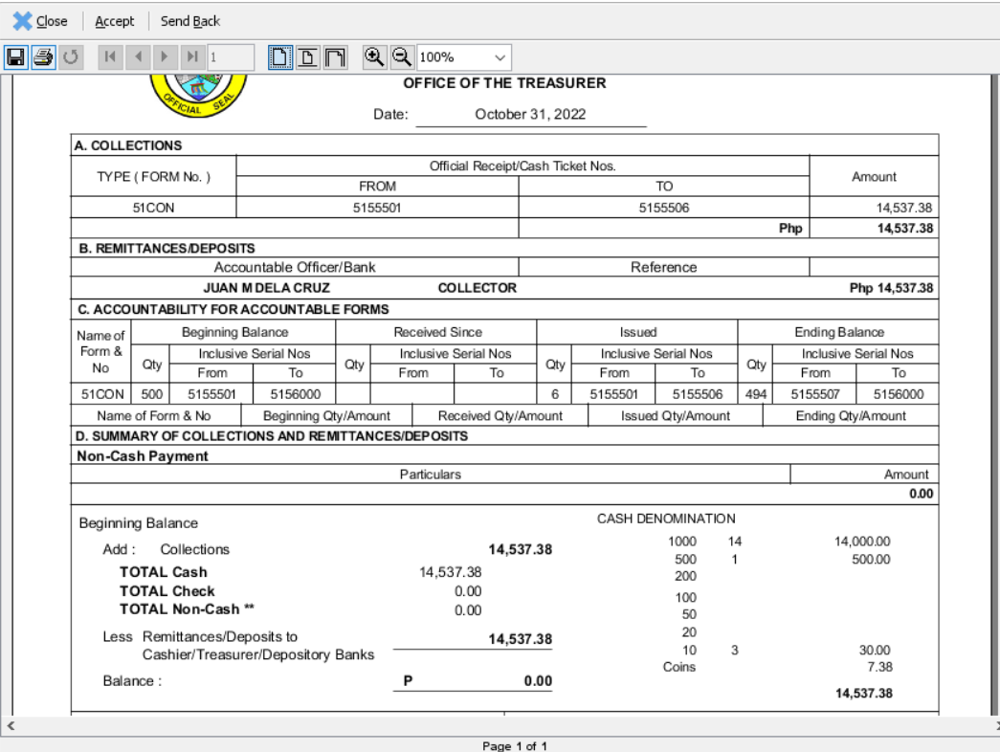 Close Accept Send Back
1 100%
OFFICIAL SEAL
OFFICE OF THE TREASURER
Date: October 31, 2022
A. COLLECTIONS
TYPE ( FORM No. ) Official Receipt/Cash Ticket Nos. Amount
FROM TO
51CON 5155501 5155506 14,537.38
Php 14,537.38
B. REMITTANCES/DEPOSITS
Accountable Officer/Bank Reference
JUAN M DELA CRUZ COLLECTOR Php 14,537.38
C. ACCOUNTABILITY FOR ACCOUNTABLE FORMS
Name of Form & No Beginning Balance Received Since Issued Ending Balance
Qty Inclusive Serial Nos Qty Inclusive Serial Nos Qty Inclusive Serial Nos Qty Inclusive Serial Nos
From To From To From To From To
51CON 500 5155501 5156000 6 5155501 5155506 494 5155507 5156000
Name of Form & No Beginning Qty/Amount Received Qty/Amount Issued Qty/Amount Ending Qty/Amount
D. SUMMARY OF COLLECTIONS AND REMITTANCES/DEPOSITS
Non-Cash Payment
Particulars Amount
0.00
Beginning Balance
Add : Collections 14,537.38
TOTAL Cash 14,537.38
TOTAL Check 0.00
TOTAL Non-Cash ** 0.00
Less Remittances/Deposits to 14,537.38
Cashier/Treasurer/Depository Banks
Balance : P 0.00
CASH DENOMINATION
1000 14 14,000.00
500 1 500.00
200
100
50
20
10 3 30.00
Coins 7.38
14,537.38
Page 1 of 1